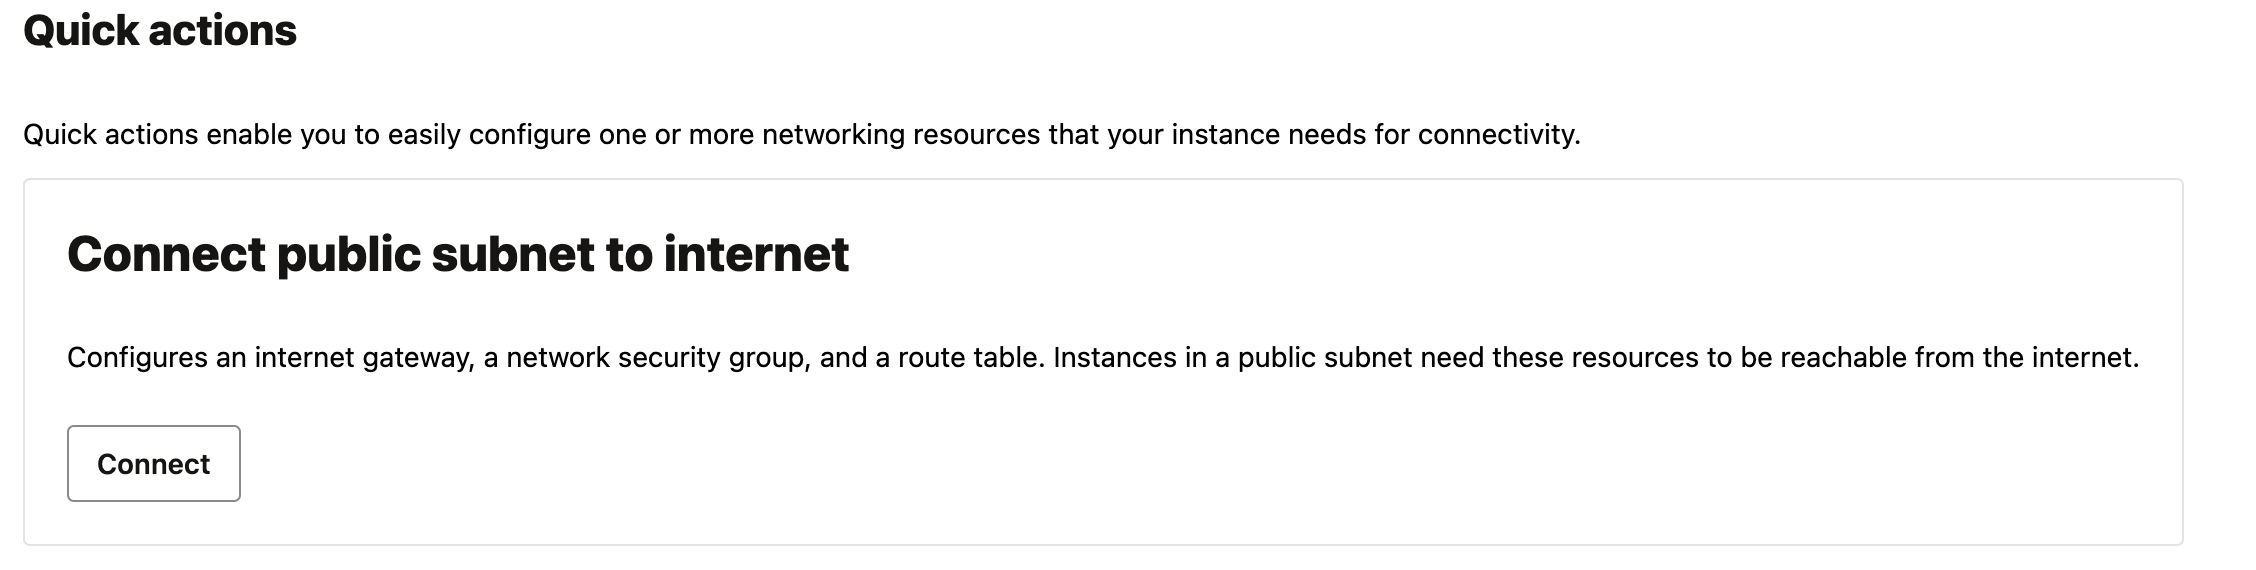 Quick actions
Quick actions enable you to easily configure one or more networking resources that your instance needs for connectivity.
Connect public subnet to internet
Configures an internet gateway, a network security group, and a route table. Instances in a public subnet need these resources to be reachable from the internet.
Connect